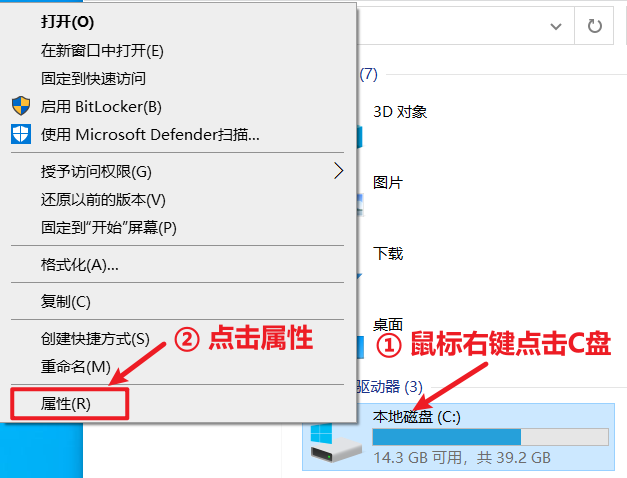 打开(O)
在新窗口中打开(E)
固定到快速访问
启用 BitLocker(B)
使用 Microsoft Defender扫描...
授予访问权限(G)
还原以前的版本(V)
固定到“开始”屏幕(P)
格式化(A)...
复制(C)
创建快捷方式(S)
重命名(M)
属性(R)
② 点击属性
(7)
3D 对象
图片
下载
桌面
① 鼠标右键点击C盘
驱动器 (3)
本地磁盘 (C:)
14.3 GB 可用，共 39.2 GB